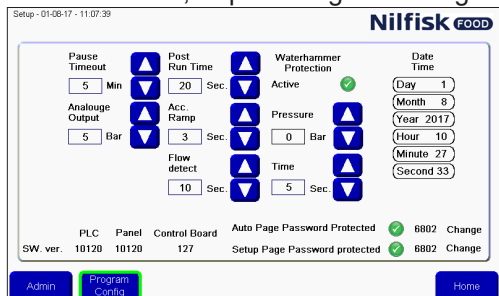 Setup - 01-08-17 - 11:07:39
Nilfisk FOOD
Pause Timeout
5 Min
Analouge Output
5 Bar
Post Run Time
20 Sec.
Acc. Ramp
3 Sec.
Flow detect
10 Sec.
Waterhammer Protection
Active
Pressure
0 Bar
Time
5 Sec.
Date Time
Day 1
Month 8
Year 2017
Hour 10
Minute 27
Second 33
PLC Panel Control Board
SW. ver. 10120 10120 127
Auto Page Password Protected 6802 Change
Setup Page Password protected 6802 Change
Admin
Program Config
Home